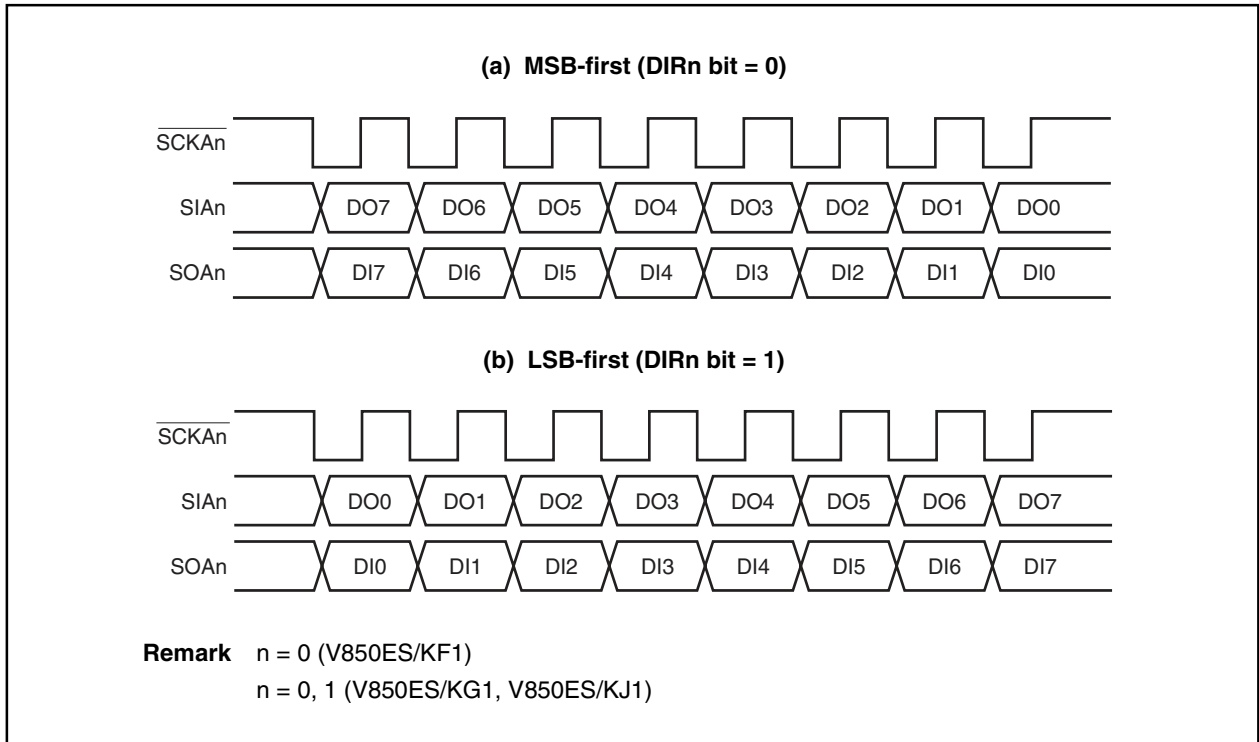 (a) MSB-first (DIRn bit = 0)
SCKAn
SIAn DO7 DO6 DO5 DO4 DO3 DO2 DO1 DO0
SOAn DI7 DI6 DI5 DI4 DI3 DI2 DI1 DI0
(b) LSB-first (DIRn bit = 1)
SCKAn
SIAn DO0 DO1 DO2 DO3 DO4 DO5 DO6 DO7
SOAn DI0 DI1 DI2 DI3 DI4 DI5 DI6 DI7
Remark n = 0 (V850ES/KF1)
n = 0, 1 (V850ES/KG1, V850ES/KJ1)